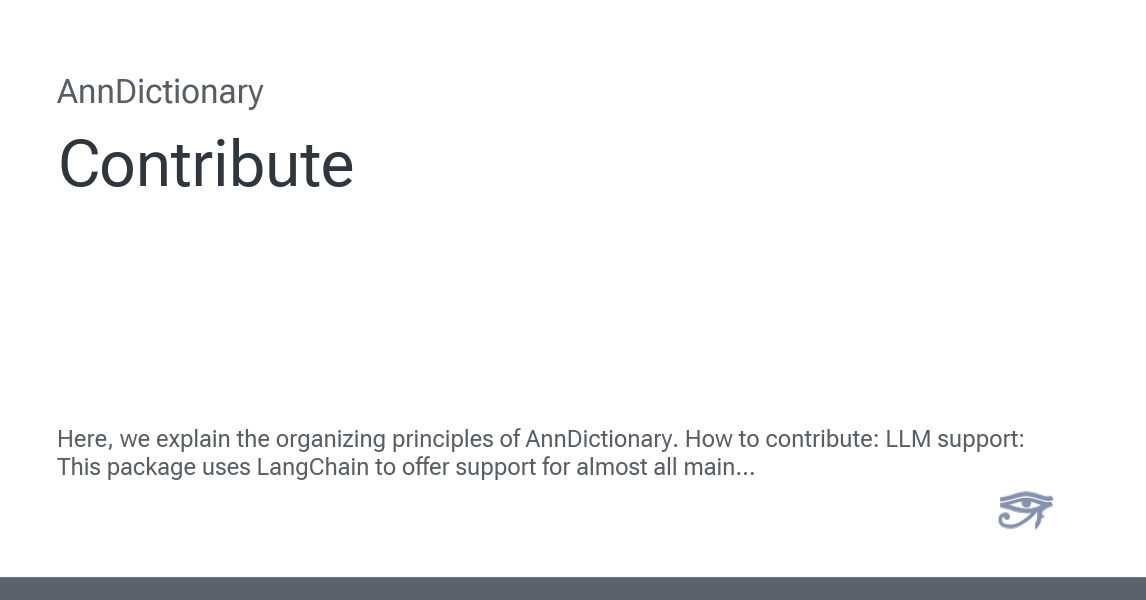 AnnDictionary
Contribute
Here, we explain the organizing principles of AnnDictionary. How to contribute: LLM support:
This package uses LangChain to offer support for almost all main...